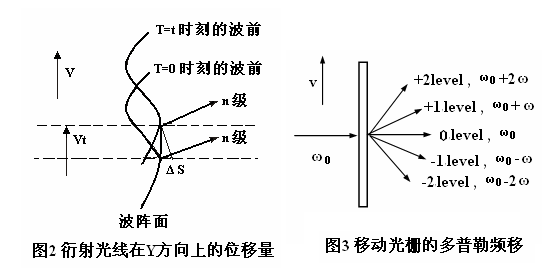 T=t 时刻的波前
V
T=0 时刻的波前
n 级
Vt
n 级
ΔS
波阵面
图2 衍射光线在Y方向上的位移量
v
+2level , ω0+2ω
+1 level , ω0+ω
0 level , ω0
ω0
-1 level , ω0-ω
-2 level , ω0-2ω
图3 移动光栅的多普勒频移